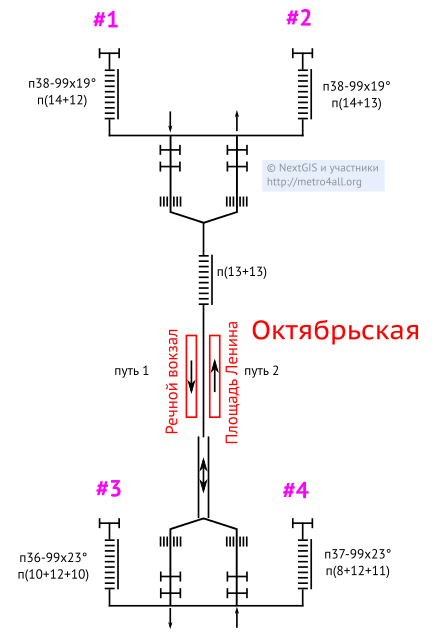 #1
#2
п38-99х19°
п(14+12)
п38-99х19°
п(14+13)
© NextGIS и участники
http://metro4all.org
п(13+13)
Октябрьская
путь 1
Речной вокзал
Площадь Ленина
путь 2
#3
#4
п36-99х23°
п(10+12+10)
п37-99х23°
п(8+12+11)